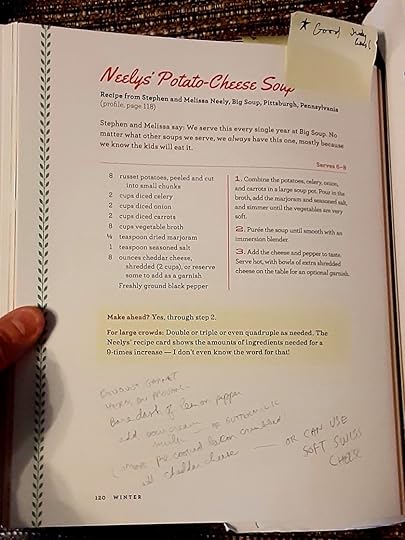 * Good
Neelys' Potato-Cheese Soup
Recipe from Stephen and Melissa Neely, Big Soup, Pittsburgh, Pennsylvania
(profile, page 118)
Stephen and Melissa say: We serve this every single year at Big Soup. No
matter what other soups we serve, we always have this one, mostly because
we know the kids will eat it.
Serves 6–8
8 russet potatoes, peeled and cut
into small chunks
2 cups diced celery
2 cups diced onion
2 cups diced carrots
8 cups vegetable broth
teaspoon dried marjoram
1 teaspoon seasoned salt
8 ounces cheddar cheese,
shredded (2 cups), or reserve
some to add as a garnish
Freshly ground black pepper
1. Combine the potatoes, celery, onion,
and carrots in a large soup pot. Pour in the
broth, add the marjoram and seasoned salt,
and simmer until the vegetables are very
soft.
2. Purée the soup until smooth with an
immersion blender.
3. Add the cheese and pepper to taste.
Serve hot, with bowls of extra shredded
cheese on the table for an optional garnish.
Make ahead? Yes, through step 2.
For large crowds: Double or triple or even quadruple as needed. The
Neelys' recipe card shows the amounts of ingredients needed for a
9-times increase — I don't even know the word for that!
dash of lemon pepper
add sour cream or buttermilk
pre cooked bacon crumbled
add cheddar cheese — or CAN USE
SOFT SWISS
CHEESE
120 WINTER